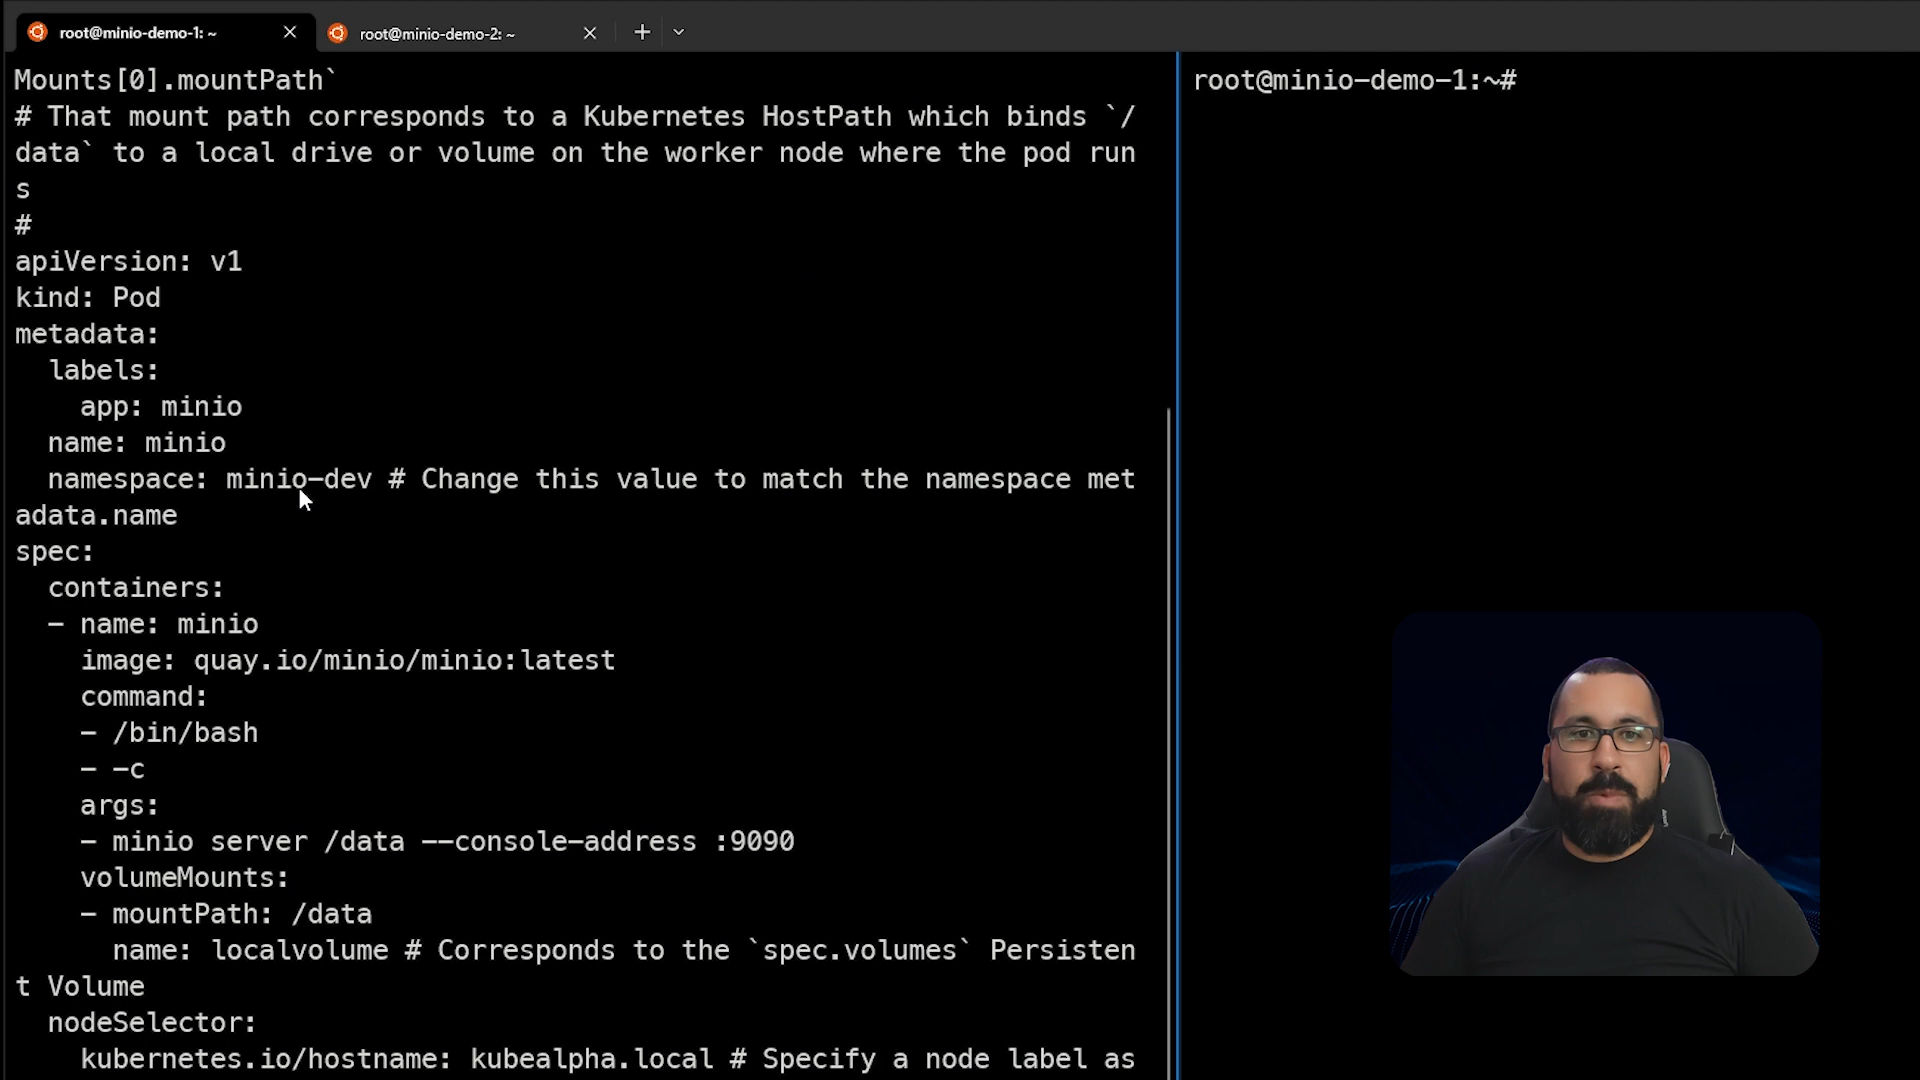 root@minio-demo-1: ~
root@minio-demo-2: ~
Mounts[0].mountPath`
# That mount path corresponds to a Kubernetes HostPath which binds `/
data` to a local drive or volume on the worker node where the pod run
s
#
apiVersion: v1
kind: Pod
metadata:
  labels:
    app: minio
  name: minio
  namespace: minio-dev # Change this value to match the namespace met
adata.name
spec:
  containers:
  - name: minio
    image: quay.io/minio/minio:latest
    command:
    - /bin/bash
    - -c
    args:
    - minio server /data --console-address :9090
    volumeMounts:
    - mountPath: /data
      name: localvolume # Corresponds to the `spec.volumes` Persisten
t Volume
  nodeSelector:
    kubernetes.io/hostname: kubealpha.local # Specify a node label as
root@minio-demo-1:~#